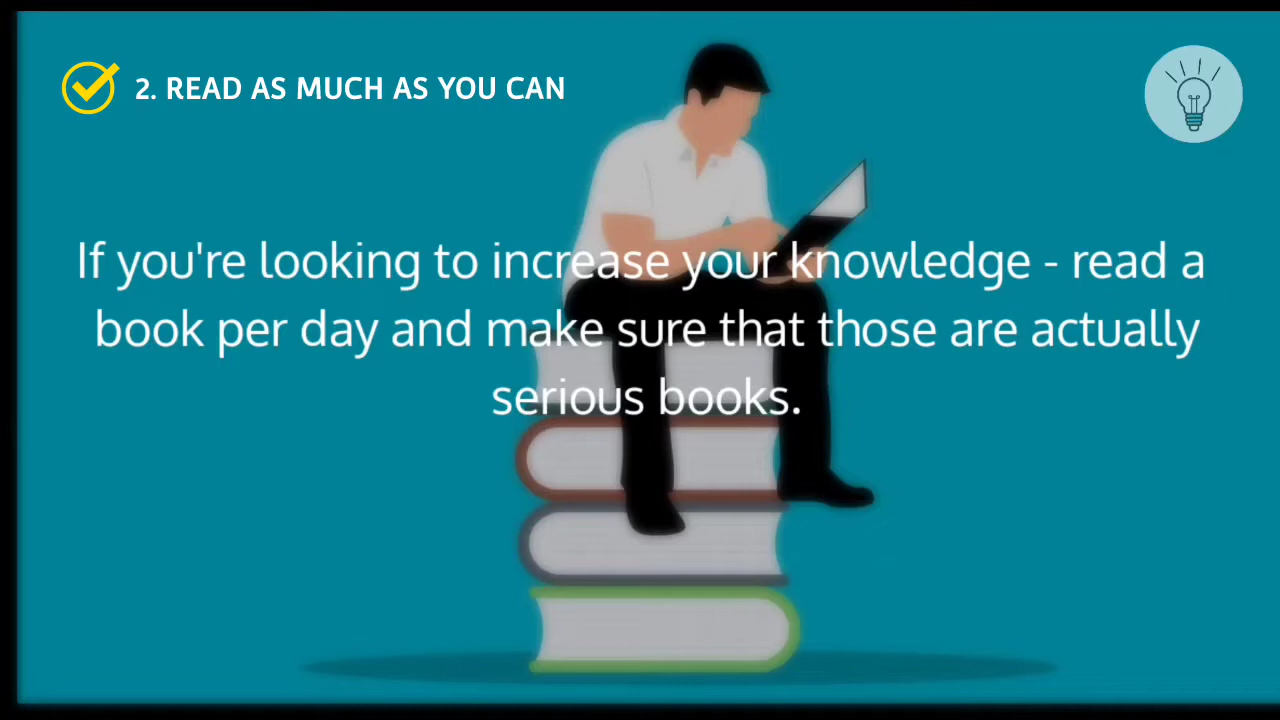 2. READ AS MUCH AS YOU CAN
If you're looking to increase your knowledge - read a
book per day and make sure that those are actually
serious books.